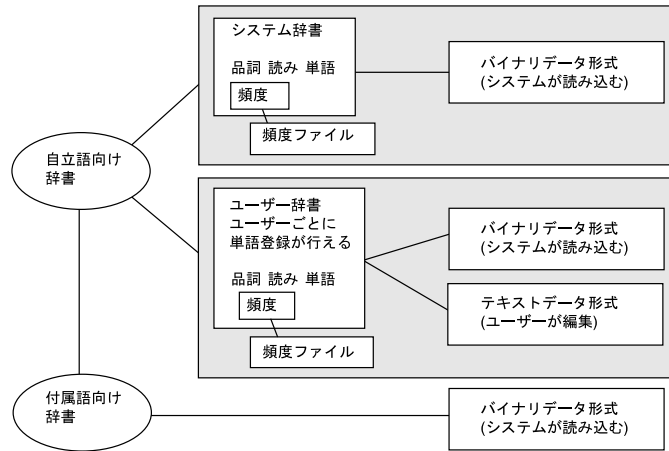 システム辞書
品詞 読み 単語
頻度
頻度ファイル
バイナリデータ形式
(システムが読み込む)
自立語向け
辞書
ユーザー辞書
ユーザーごとに
単語登録が行える
品詞 読み 単語
頻度
頻度ファイル
バイナリデータ形式
(システムが読み込む)
テキストデータ形式
(ユーザーが編集)
付属語向け
辞書
バイナリデータ形式
(システムが読み込む)